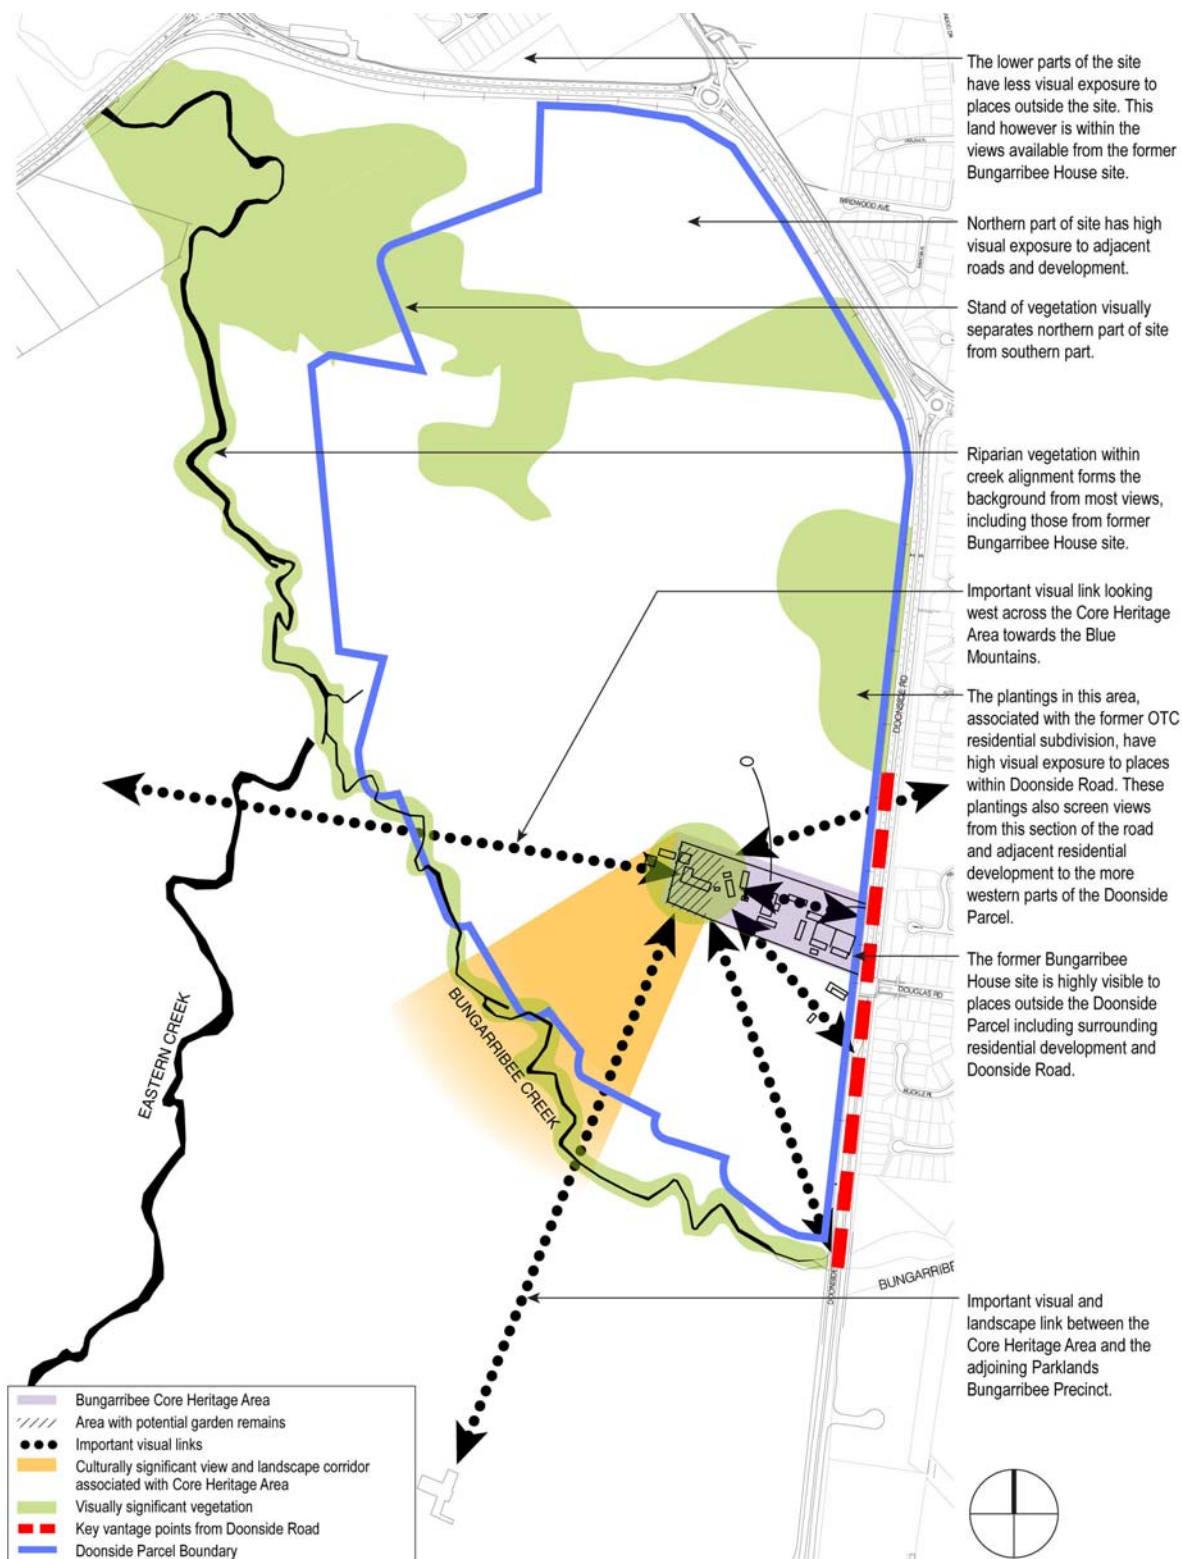 The lower parts of the site
have less visual exposure to
places outside the site. This
land however is within the
views available from the former
Bungarribee House site.
Northern part of site has high
visual exposure to adjacent
roads and development.
Stand of vegetation visually
separates northern part of site
from southern part.
Riparian vegetation within
creek alignment forms the
background from most views,
including those from former
Bungarribee House site.
Important visual link looking
west across the Core Heritage
Area towards the Blue
Mountains.
The plantings in this area,
associated with the former OTC
residential subdivision, have
high visual exposure to places
within Doonside Road. These
plantings also screen views
from this section of the road
and adjacent residential
development to the more
western parts of the Doonside
Parcel.
The former Bungarribee
House site is highly visible to
places outside the Doonside
Parcel including surrounding
residential development and
Doonside Road.
Important visual and
landscape link between the
Core Heritage Area and the
adjoining Parklands
Bungarribee Precinct.
BIRDWOOD AVE
DOONSIDE RD
DOUGLAS RD
EASTERN CREEK
BUNGARRIBEE CREEK
DOONSIDE
BUNGARRIBE
Bungarribee Core Heritage Area
Area with potential garden remains
Important visual links
Culturally significant view and landscape corridor
associated with Core Heritage Area
Visually significant vegetation
Key vantage points from Doonside Road
Doonside Parcel Boundary